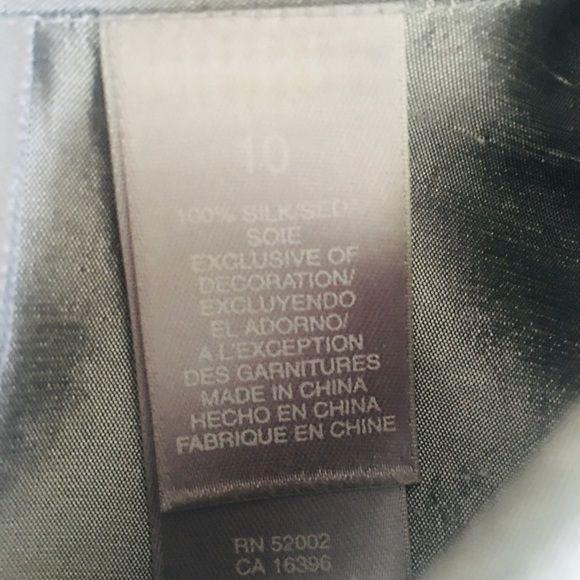 10
100% SILK/SEDA
SOIE
EXCLUSIVE OF
DECORATION/
EXCLUYENDO
EL ADORNO/
A L'EXCEPTION
DES GARNITURES
MADE IN CHINA
HECHO EN CHINA
FABRIQUE EN CHINE
RN 52002
CA 16396